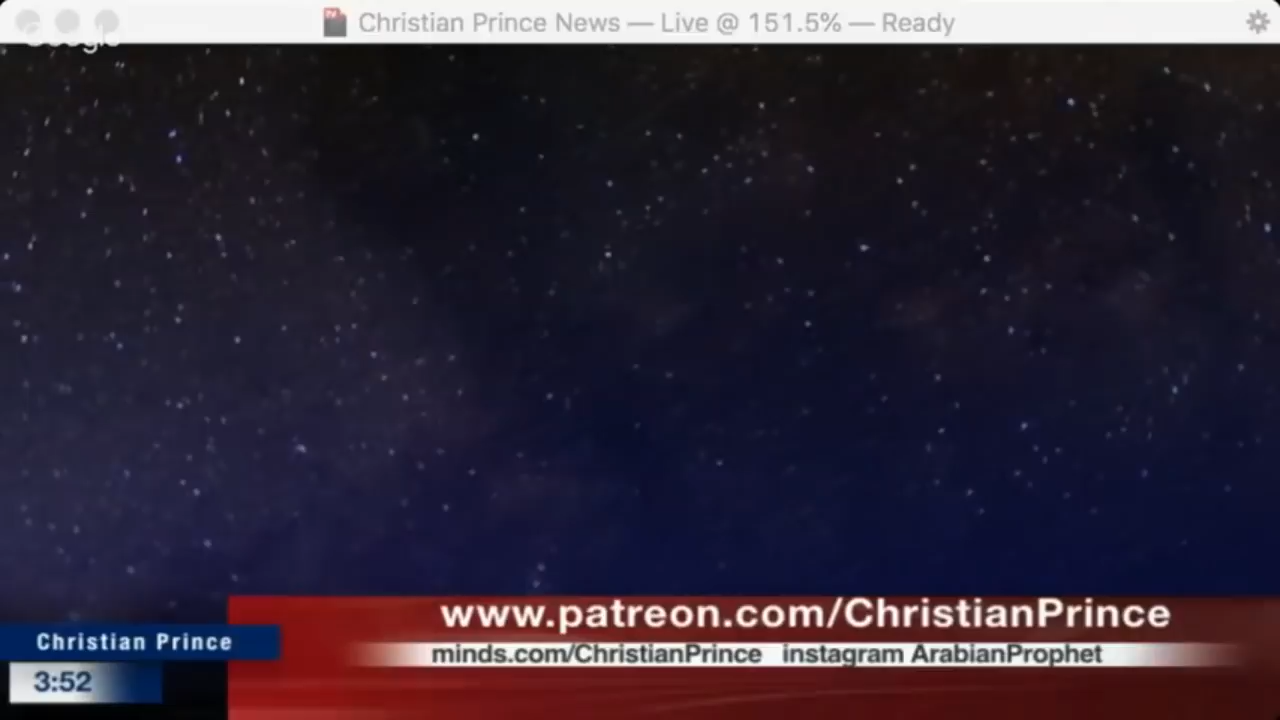 Christian Prince News — Live @ 151.5% — Ready
Google
www.patreon.com/ChristianPrince
Christian Prince
minds.com/ChristianPrince instagram ArabianProphet
3:52